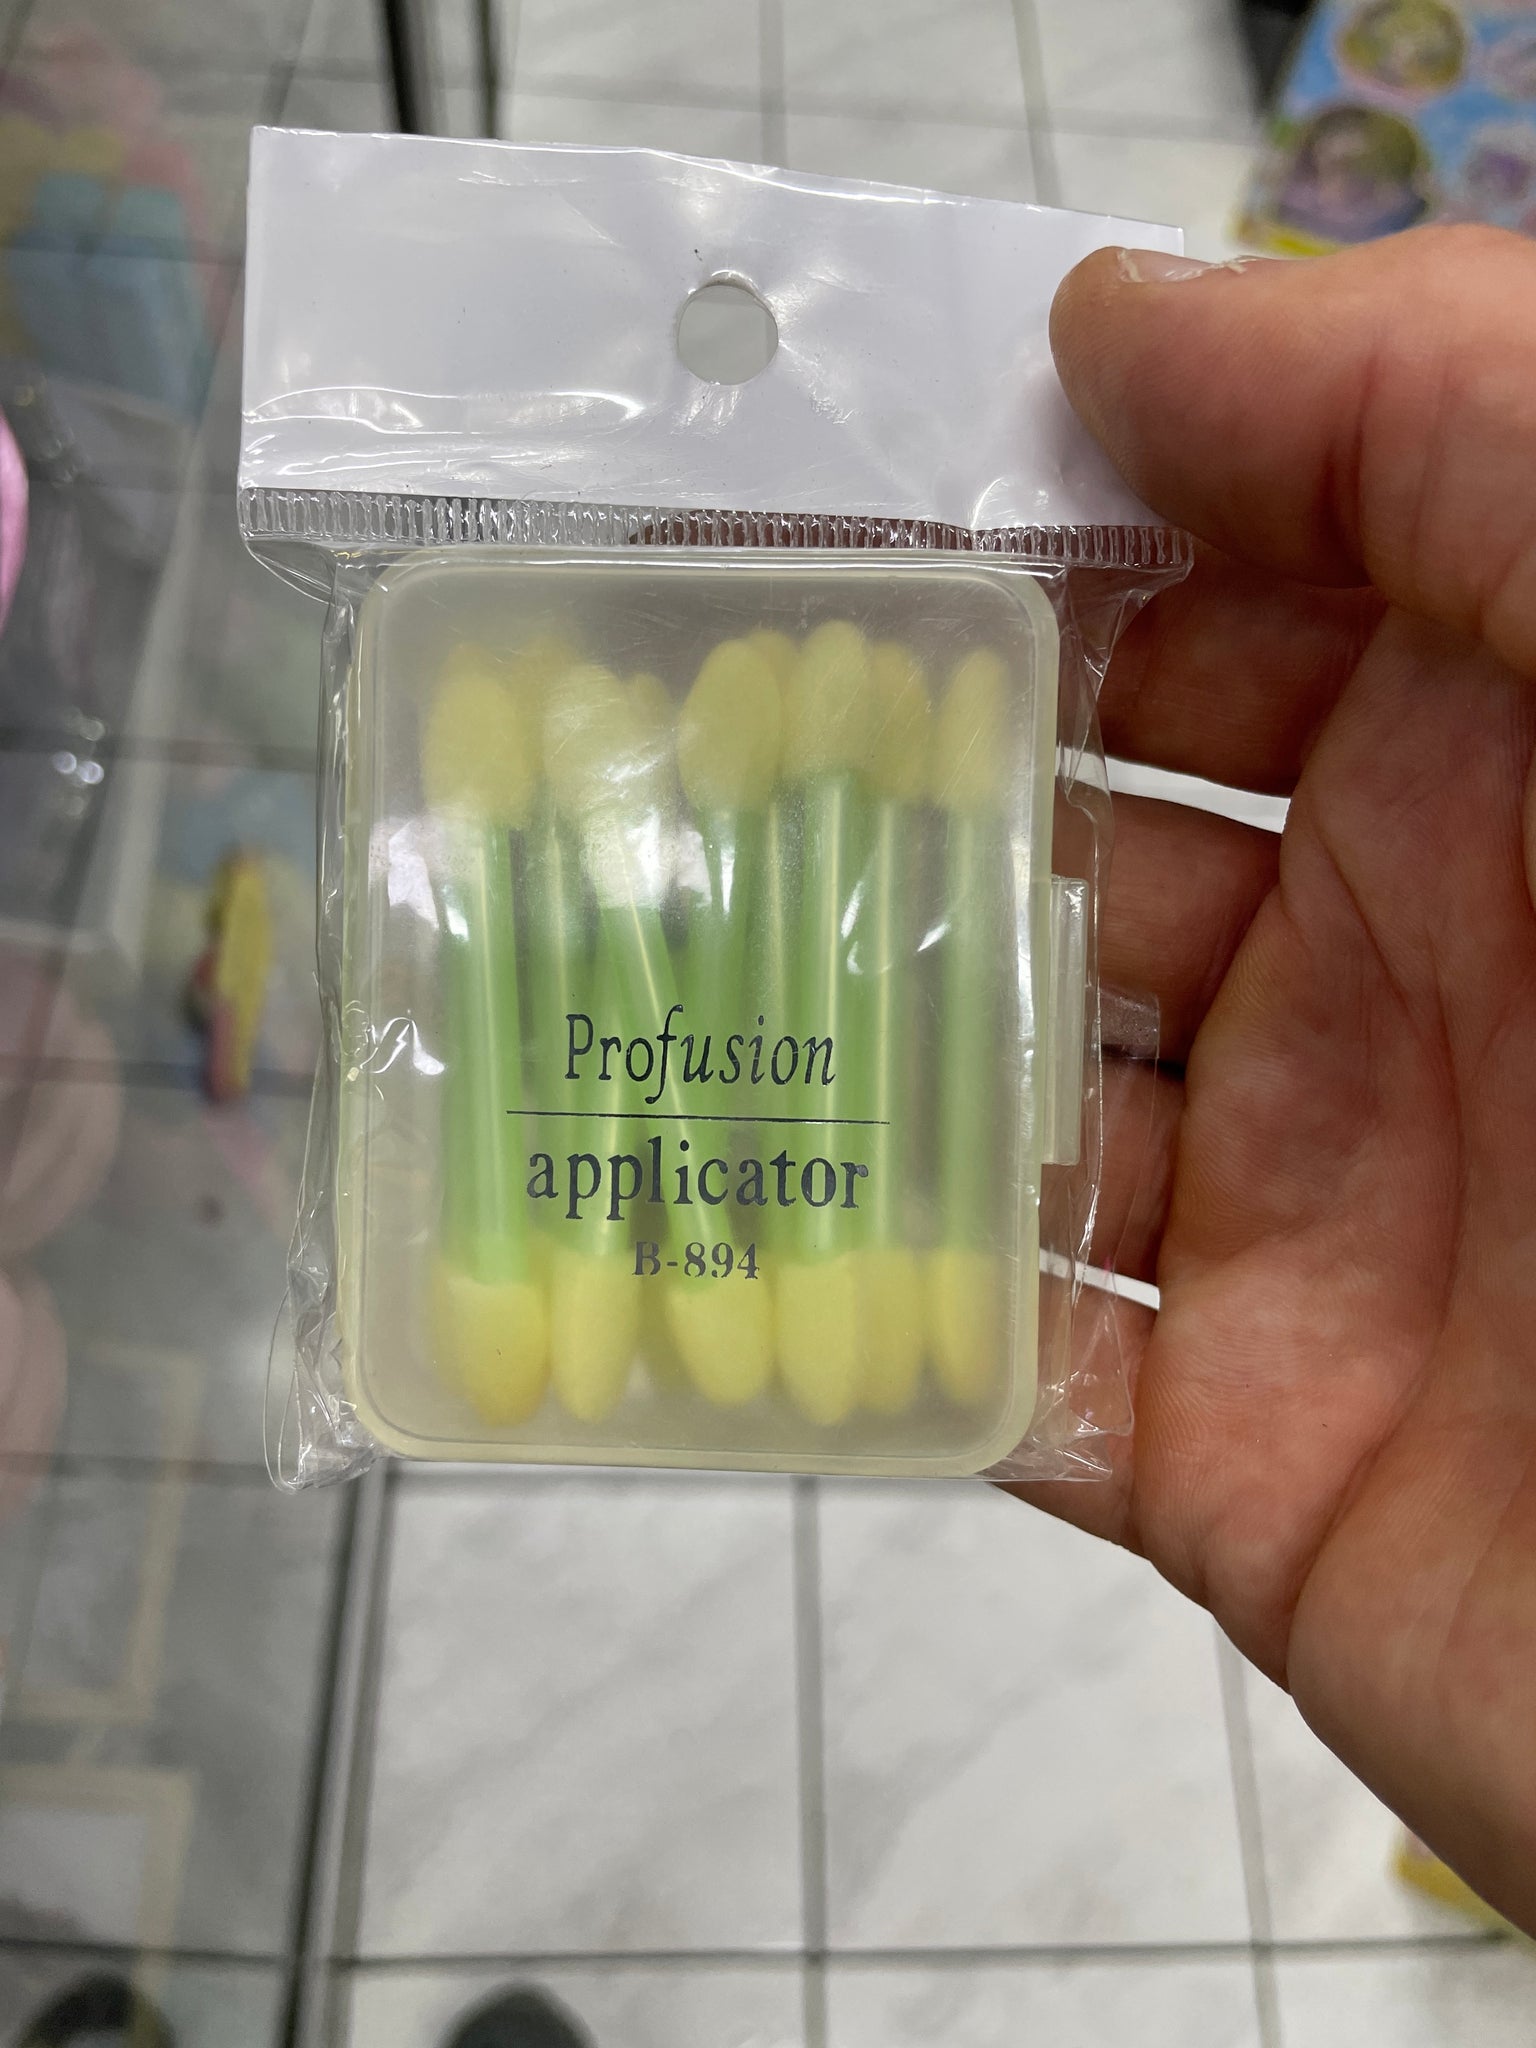 Profusion
applicator
B-894